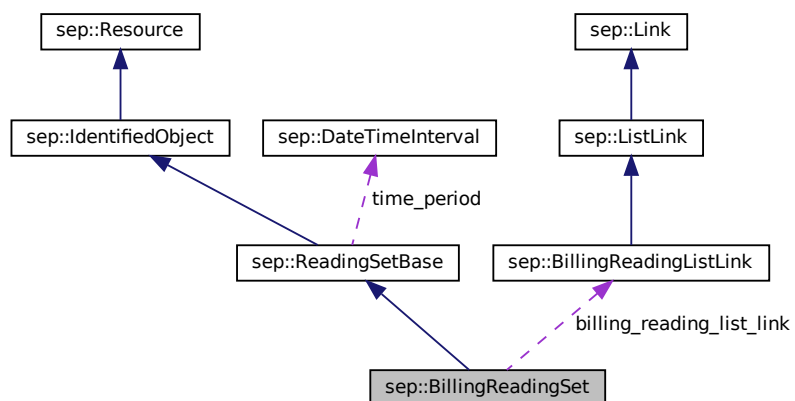 sep::Resource
sep::Link
sep::IdentifiedObject
sep::DateTimeInterval
sep::ListLink
time_period
sep::ReadingSetBase
sep::BillingReadingListLink
billing_reading_list_link
sep::BillingReadingSet